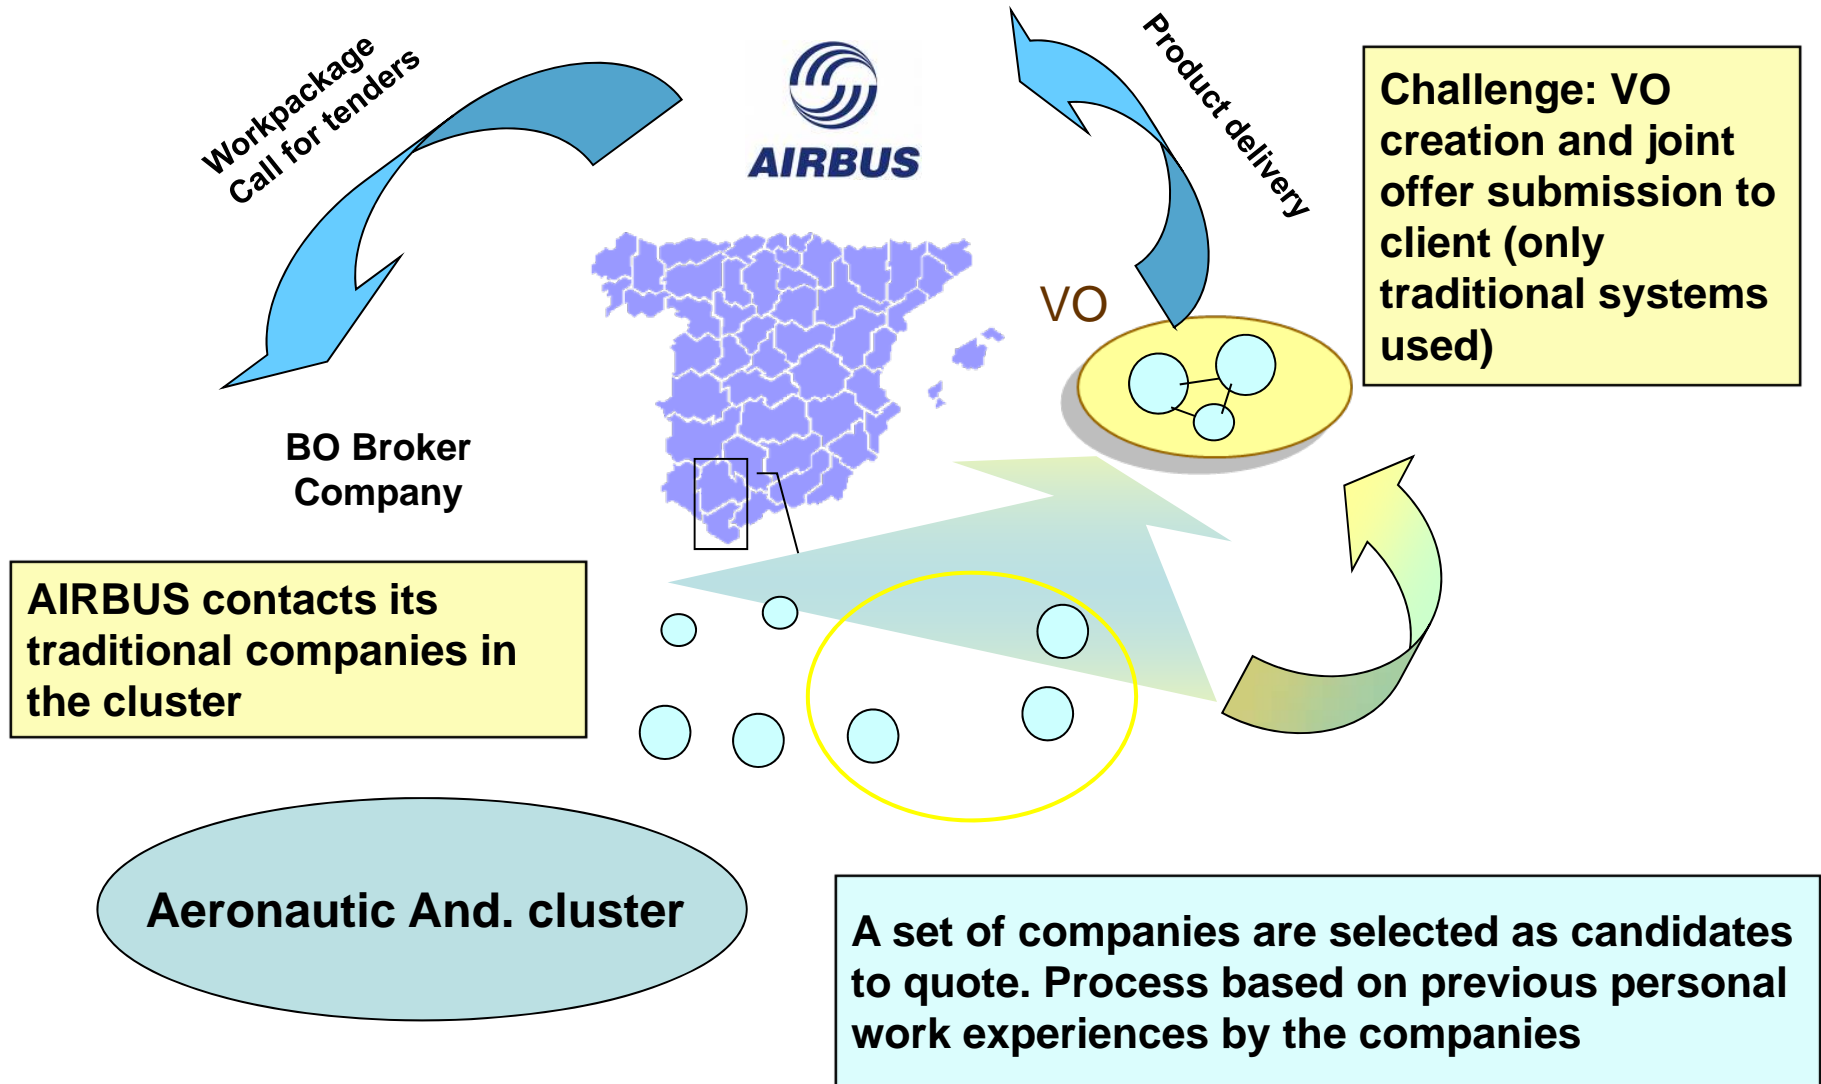 Workpackage
Call for tenders
AIRBUS
Product delivery
Challenge: VO
creation and joint
offer submission to
client (only
traditional systems
used)
VO
BO Broker
Company
AIRBUS contacts its
traditional companies in
the cluster
Aeronautic And. cluster
A set of companies are selected as candidates
to quote. Process based on previous personal
work experiences by the companies